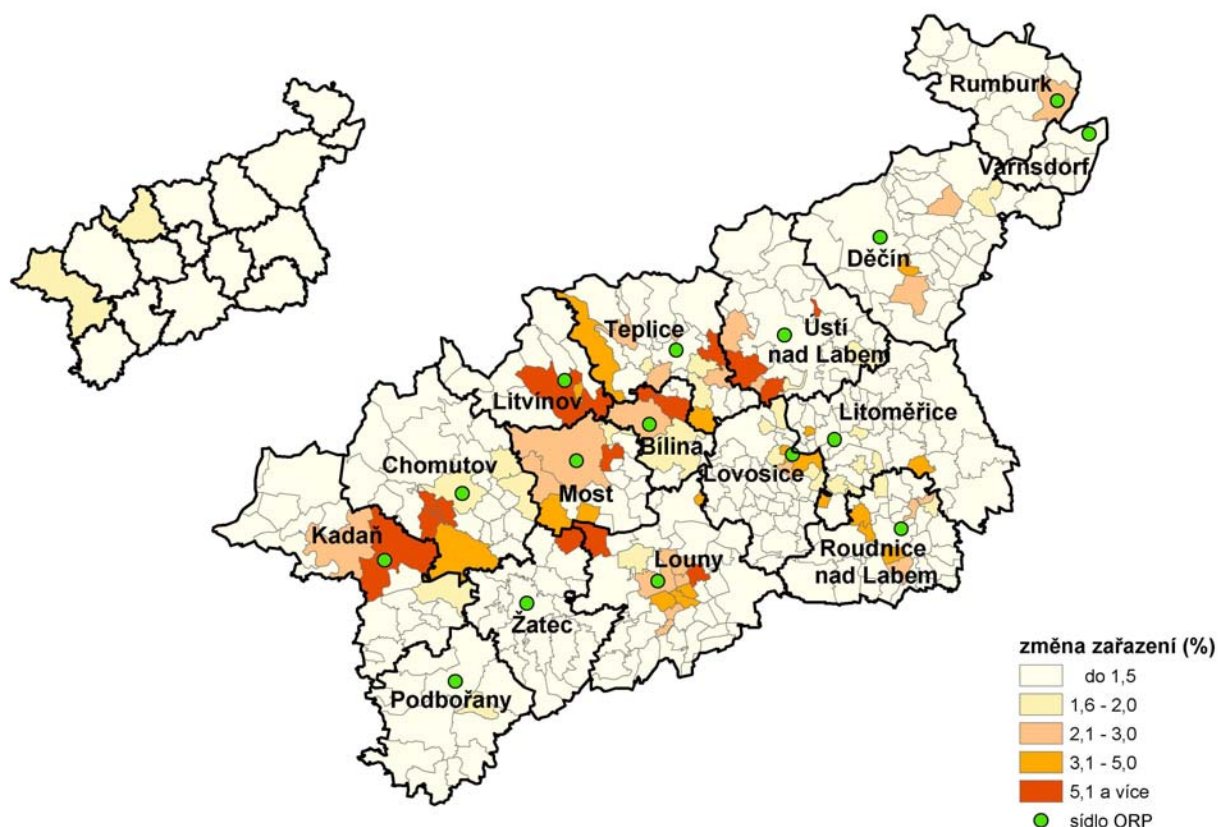 Rumburk
Varnsdorf
Děčín
Teplice
Ústí
nad Labem
Litvínov
Litoměřice
Bílina
Chomutov
Lovosice
Most
Kadaň
Louny
Roudnice
nad Labem
Žatec
Podbořany
změna zařazení (%)
do 1,5
1,6 - 2,0
2,1 - 3,0
3,1 - 5,0
5,1 a více
sídlo ORP